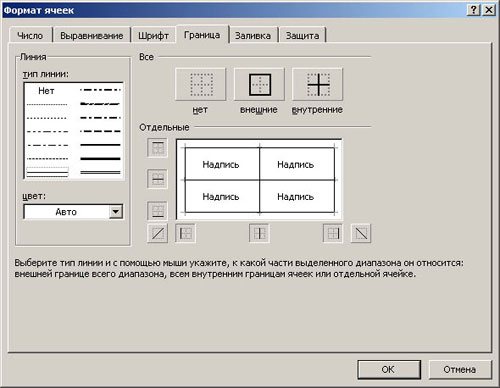 Формат ячеек
Число Выравнивание Шрифт Граница Заливка Защита
Линия
тип линии:
Нет
цвет:
Авто
Все
нет внешние внутренние
Отдельные
Надпись Надпись
Надпись Надпись
Выберите тип линии и с помощью мыши укажите, к какой части выделенного диапазона он относится:
внешней границе всего диапазона, всем внутренним границам ячеек или отдельной ячейке.
OK Отмена